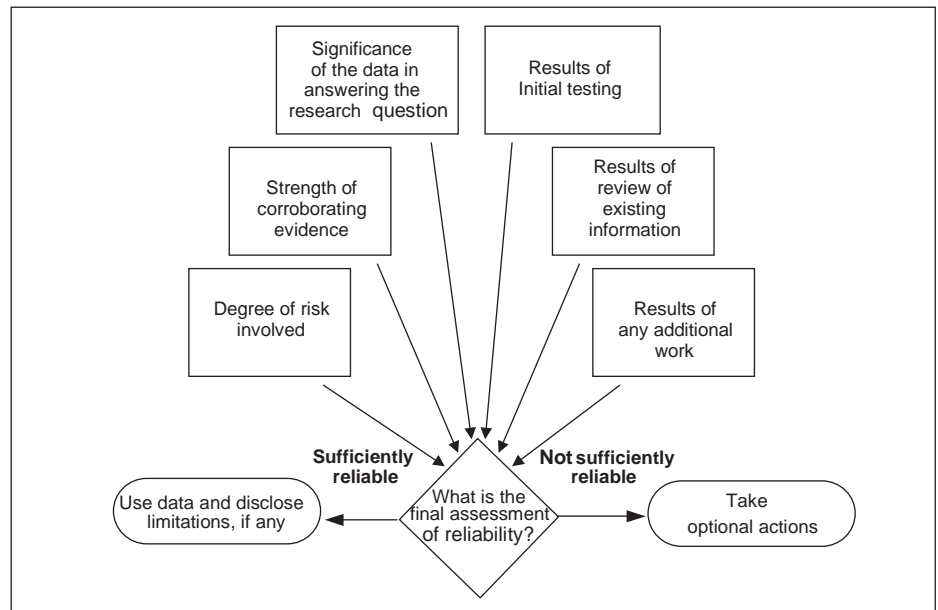 Significance
of the data in
answering the
research question
Results of
Initial testing
Strength of
corroborating
evidence
Results of
review of
existing
information
Degree of risk
involved
Results of
any additional
work
Sufficiently
reliable
Not sufficiently
reliable
Use data and disclose
limitations, if any
What is the
final assessment
of reliability?
Take
optional actions